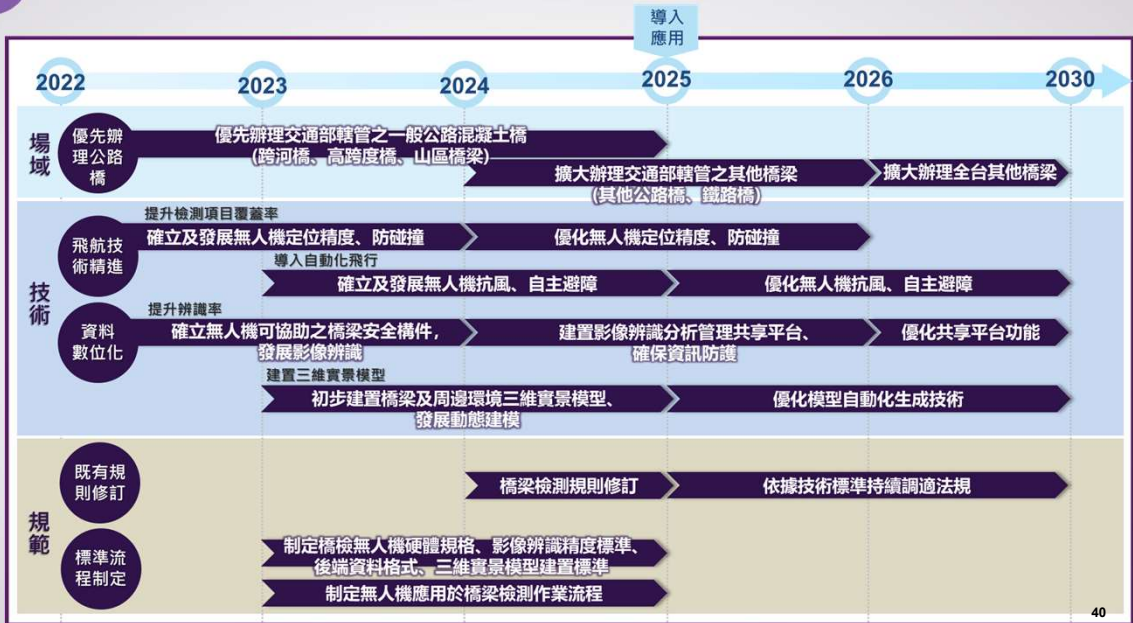 導入
應用
2022
2023
2024
2025
2026
2030
場域
優先辦
理公路
橋
優先辦理交通部轄管之一般公路混凝土橋
(跨河橋、高跨度橋、山區橋梁)
擴大辦理交通部轄管之其他橋梁
(其他公路橋、鐵路橋)
擴大辦理全台其他橋梁
技術
飛航技
術精進
提升檢測項目覆蓋率
確立及發展無人機定位精度、防碰撞
優化無人機定位精度、防碰撞
導入自動化飛行
確立及發展無人機抗風、自主避障
優化無人機抗風、自主避障
資料
數位化
提升辨識率
確立無人機可協助之橋梁安全構件，
發展影像辨識
建置影像辨識分析管理共享平台、
確保資訊防護
優化共享平台功能
建置三維實景模型
初步建置橋梁及周邊環境三維實景模型、
發展動態建模
優化模型自動化生成技術
規範
既有規
則修訂
橋梁檢測規則修訂
依據技術標準持續調適法規
標準流
程制定
制定橋檢無人機硬體規格、影像辨識精度標準、
後端資料格式、三維實景模型建置標準
制定無人機應用於橋梁檢測作業流程
40